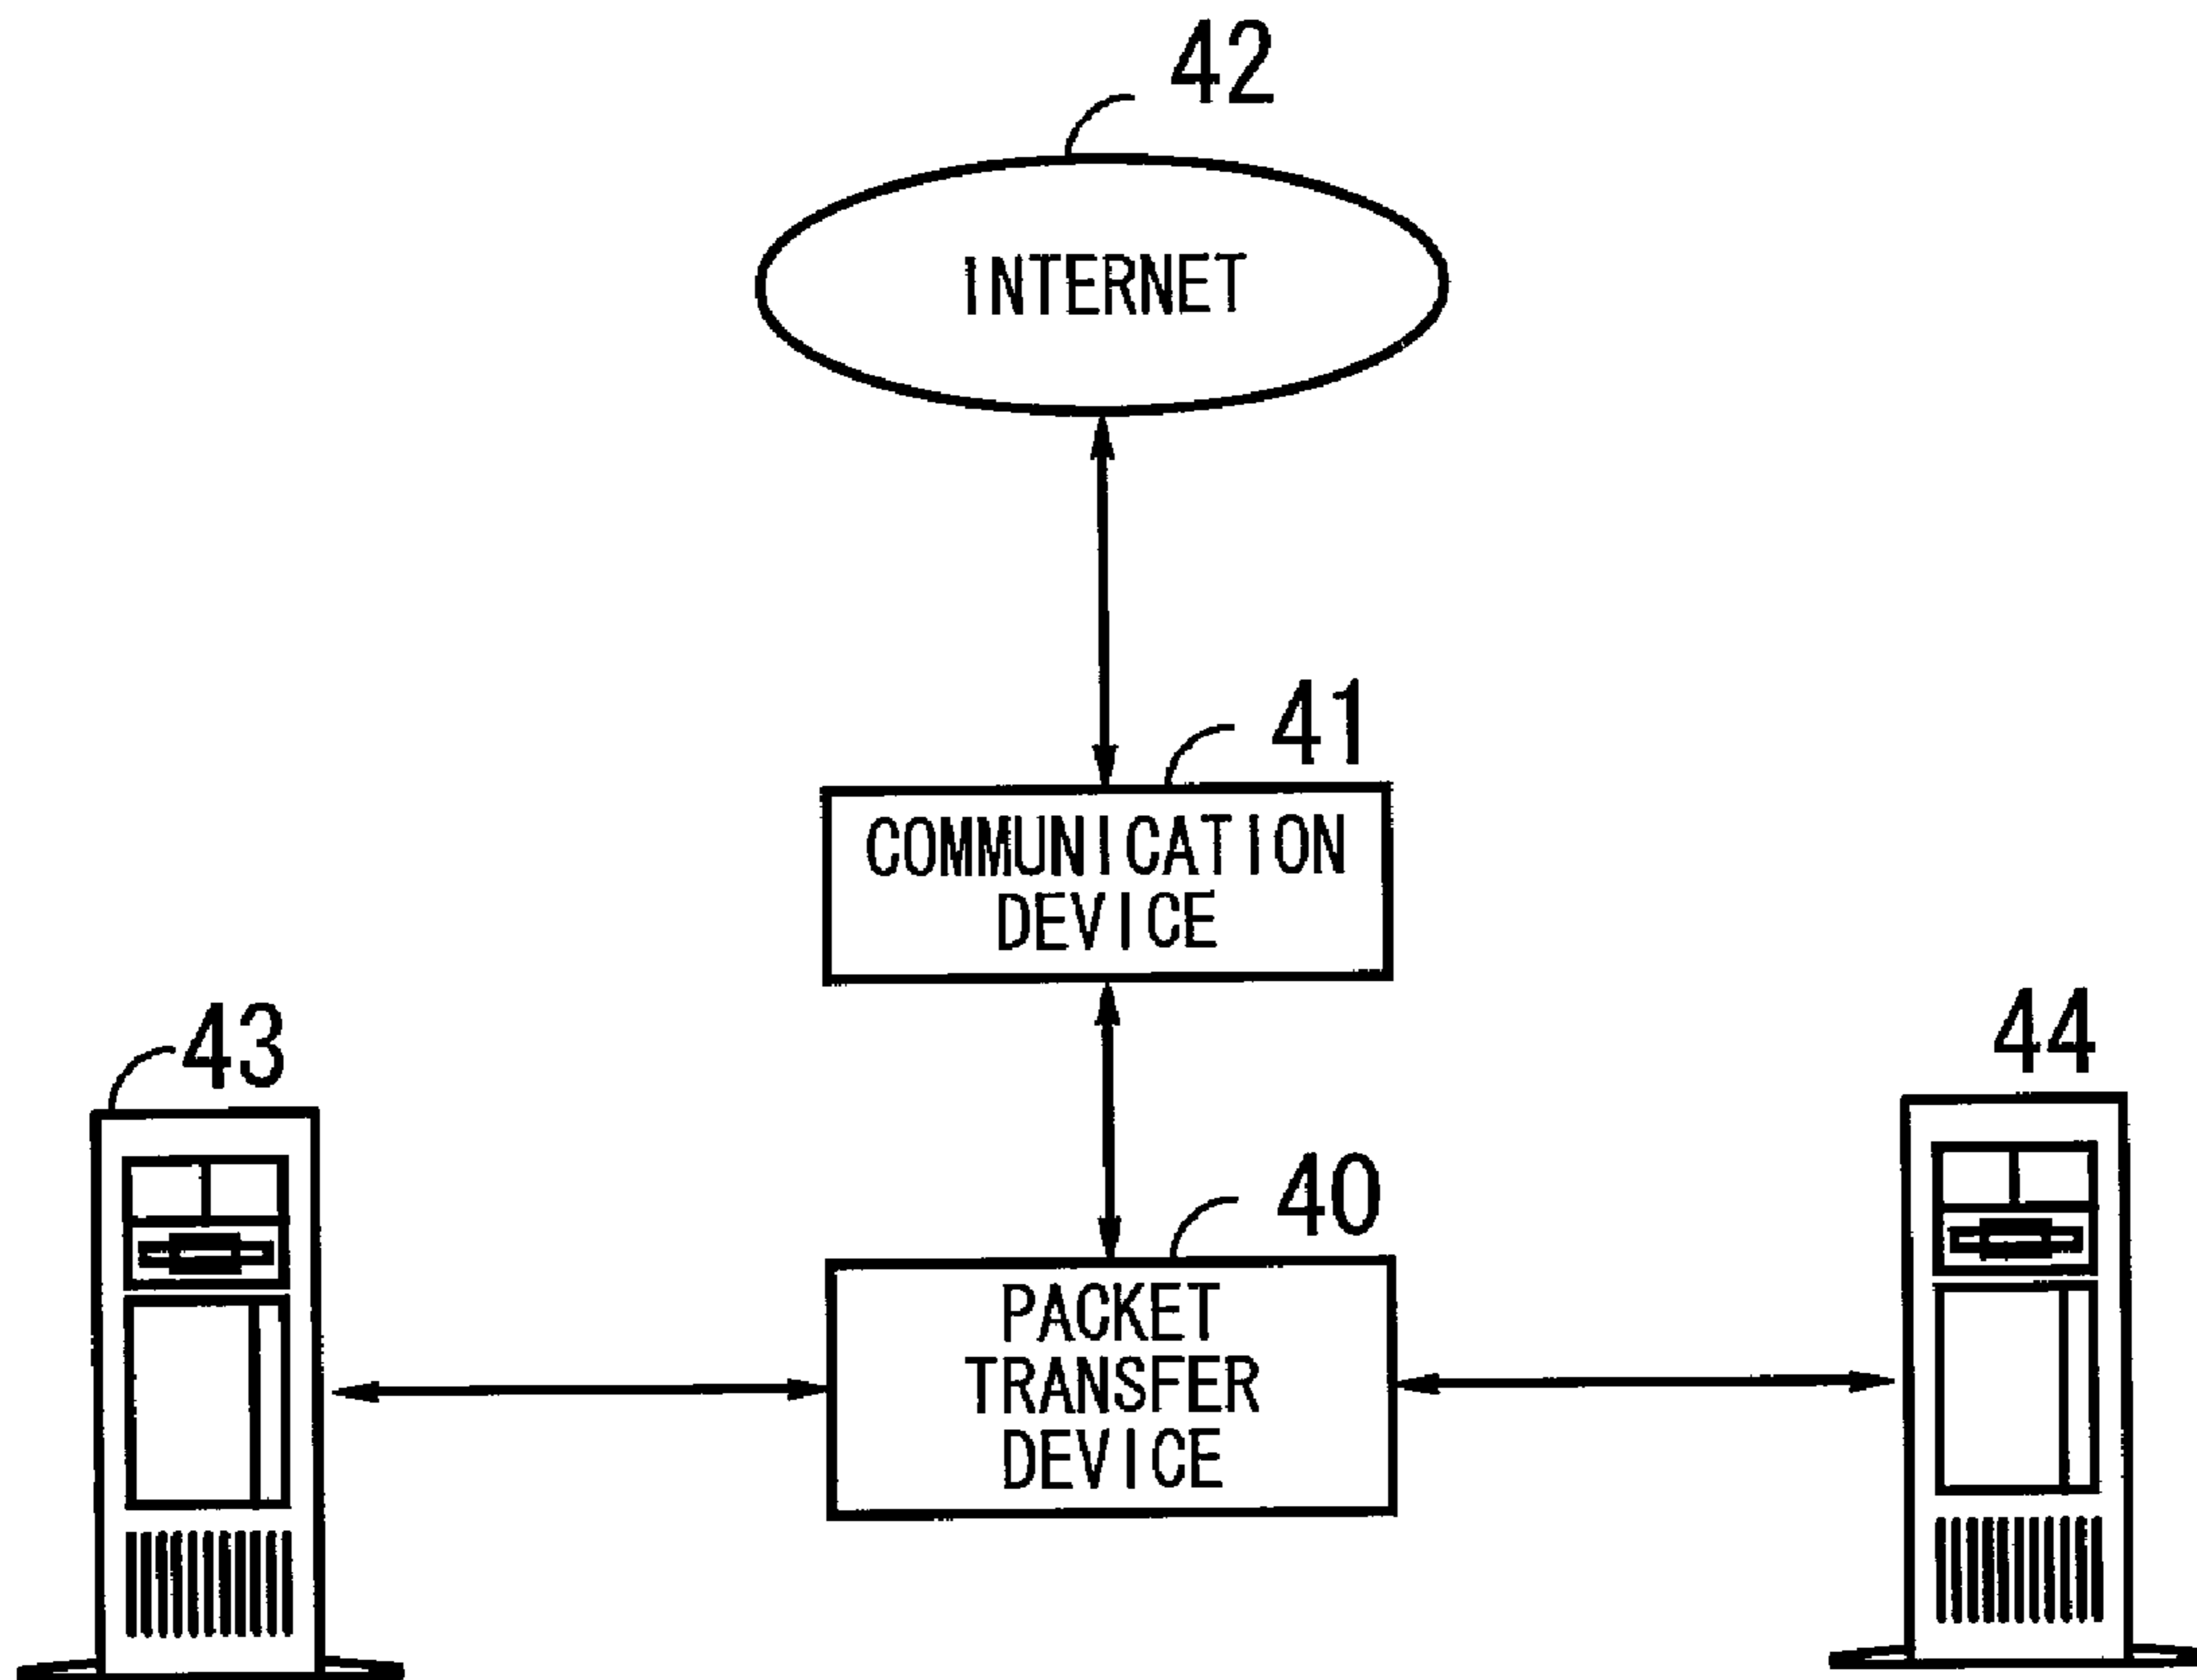 42
INTERNET
41
COMMUNICATION
DEVICE
43
44
40
PACKET
TRANSFER
DEVICE